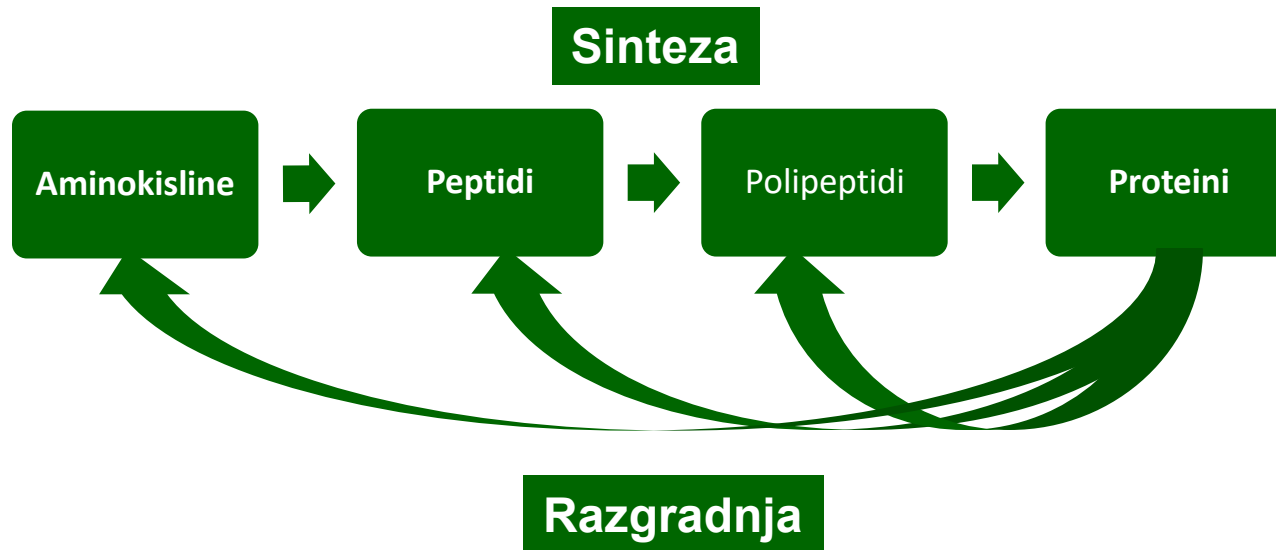 Sinteza
Aminokisline
Peptidi
Polipeptidi
Proteini
Razgradnja